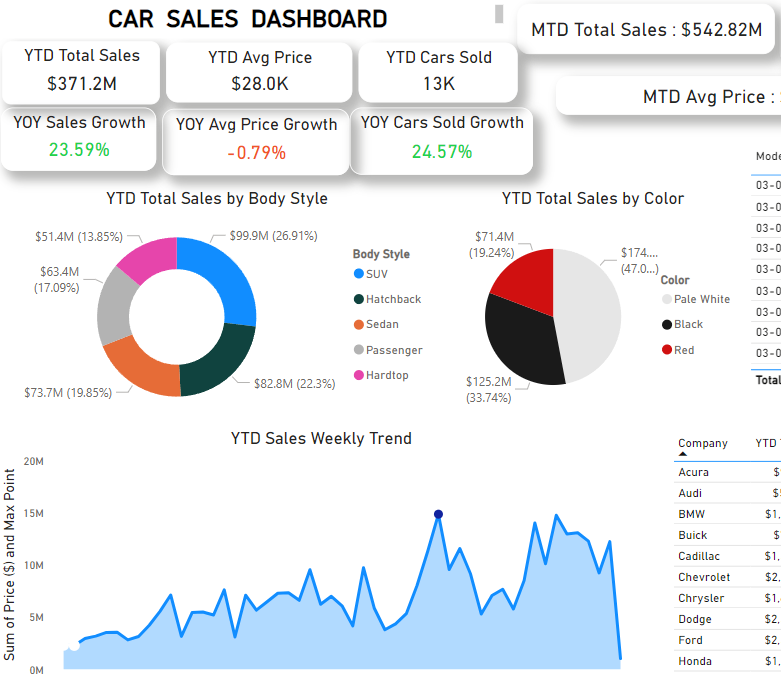 CAR SALES DASHBOARD
MTD Total Sales : $542.82M
YTD Total Sales
$371.2M
YTD Avg Price
$28.0K
YTD Cars Sold
13K
MTD Avg Price :
YOY Sales Growth
23.59%
YOY Avg Price Growth
-0.79%
YOY Cars Sold Growth
24.57%
YTD Total Sales by Body Style
$51.4M (13.85%)
$99.9M (26.91%)
$63.4M
(17.09%)
$73.7M (19.85%)
$82.8M (22.3%)
Body Style
SUV
Hatchback
Sedan
Passenger
Hardtop
YTD Total Sales by Color
$71.4M
(19.24%)
$174....
(47.0...)
$125.2M
(33.74%)
Color
Pale White
Black
Red
03-0
03-0
03-0
03-0
03-0
03-0
03-0
03-0
Total
YTD Sales Weekly Trend
Sum of Price ($) and Max Point
20M
15M
10M
5M
0M
Company YTD
Acura $
Audi $
BMW $1,
Buick $
Cadillac $1,
Chevrolet $2,
Chrysler $1,
Dodge $2,
Ford $2,
Honda $1,